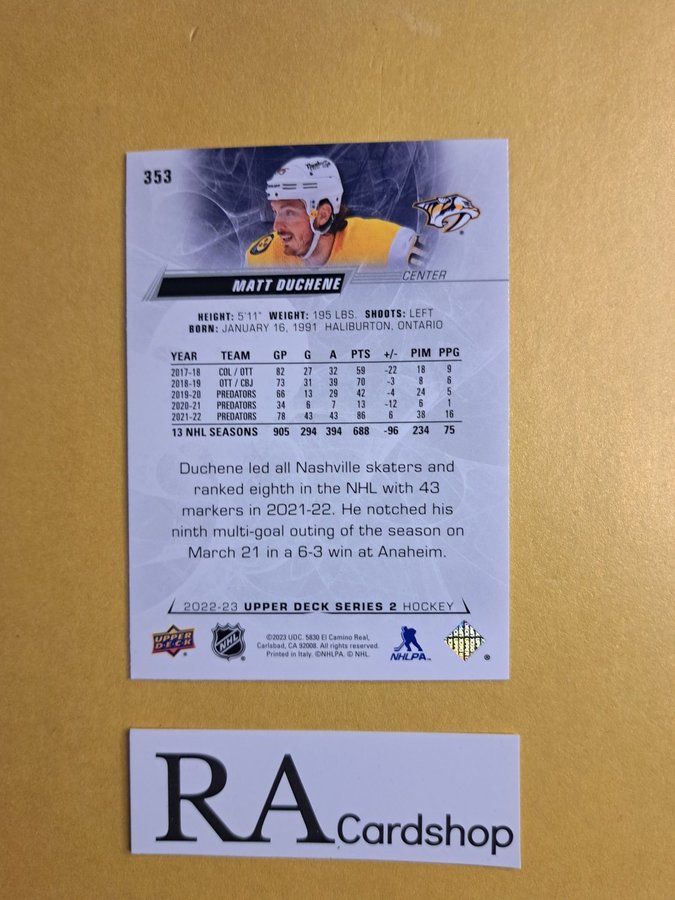 353
MATT DUCHENE
CENTER
HEIGHT: 5'11" WEIGHT: 195 LBS. SHOOTS: LEFT
BORN: JANUARY 16, 1991 HALIBURTON, ONTARIO
YEAR TEAM GP G A PTS +/- PIM PPG
2017-18 COL / OTT 82 27 32 59 -22 18 9
2018-19 OTT / CBJ 73 31 39 70 -3 8 6
2019-20 PREDATORS 66 13 29 42 -4 24 5
2020-21 PREDATORS 34 6 7 13 -12 6 1
2021-22 PREDATORS 78 43 43 86 6 38 16
13 NHL SEASONS 905 294 394 688 -96 234 75
Duchene led all Nashville skaters and
ranked eighth in the NHL with 43
markers in 2021-22. He notched his
ninth multi-goal outing of the season on
March 21 in a 6-3 win at Anaheim.
2022-23 UPPER DECK SERIES 2 HOCKEY
UPPER DECK
NHL
©2023 UDC. 5830 El Camino Real,
Carlsbad, CA 92008. All rights reserved.
Printed in Italy. ©NHLPA. © NHL.
NHLPA
RA Cardshop